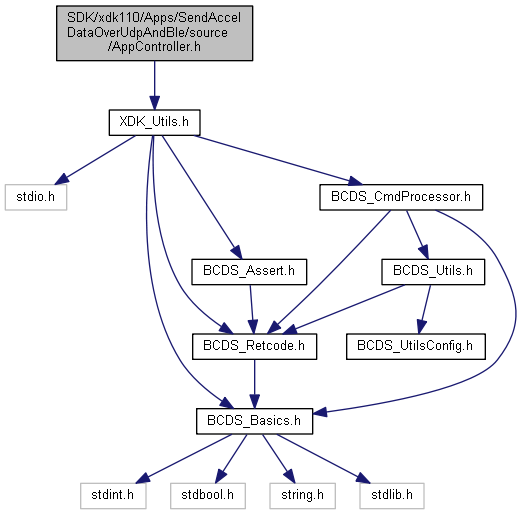 SDK/xdk110/Apps/SendAccel
DataOverUdpAndBle/source
/AppController.h
XDK_Utils.h
stdio.h
BCDS_CmdProcessor.h
BCDS_Assert.h
BCDS_Utils.h
BCDS_Retcode.h
BCDS_UtilsConfig.h
BCDS_Basics.h
stdint.h
stdbool.h
string.h
stdlib.h